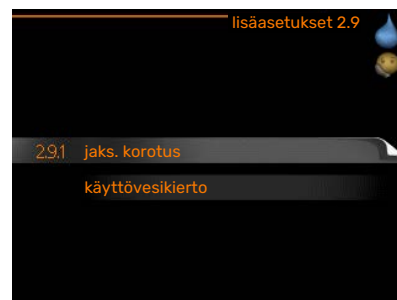 lisäasetukset 2.9
2.9.1 jaks. korotus
käyttövesikierto